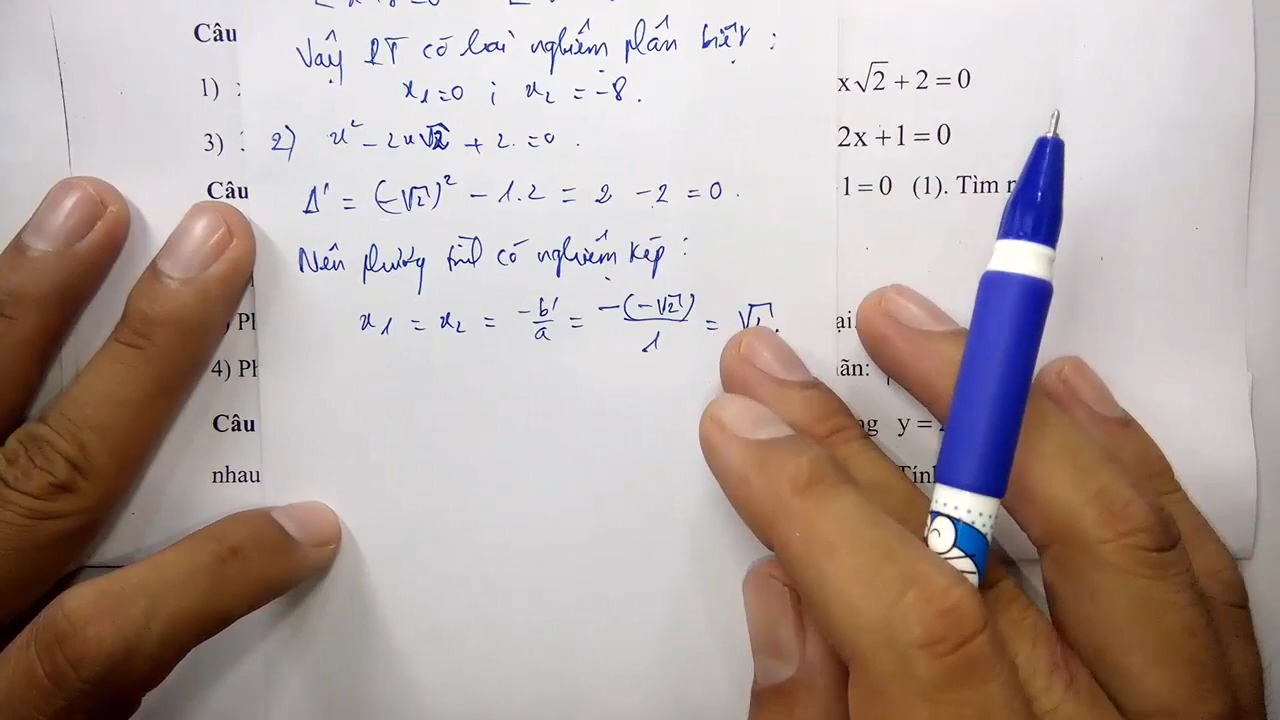 Câu
Vậy PT có hai nghiệm phân biệt :
1)
x₁=0 ; x₂ = -8.
x√2 + 2 = 0
3)
2) x² - 2x√2 + 2 = 0.
2x + 1 = 0
Câu
Δ' = (-√2)² - 1.2 = 2 - 2 = 0.
1 = 0 (1). Tìm
Nên phương trình có nghiệm kép :
x₁ = x₂ = -b'/a = -(-√2)/1 = √2.
4) Ph
Câu
y =
nhau
Tính